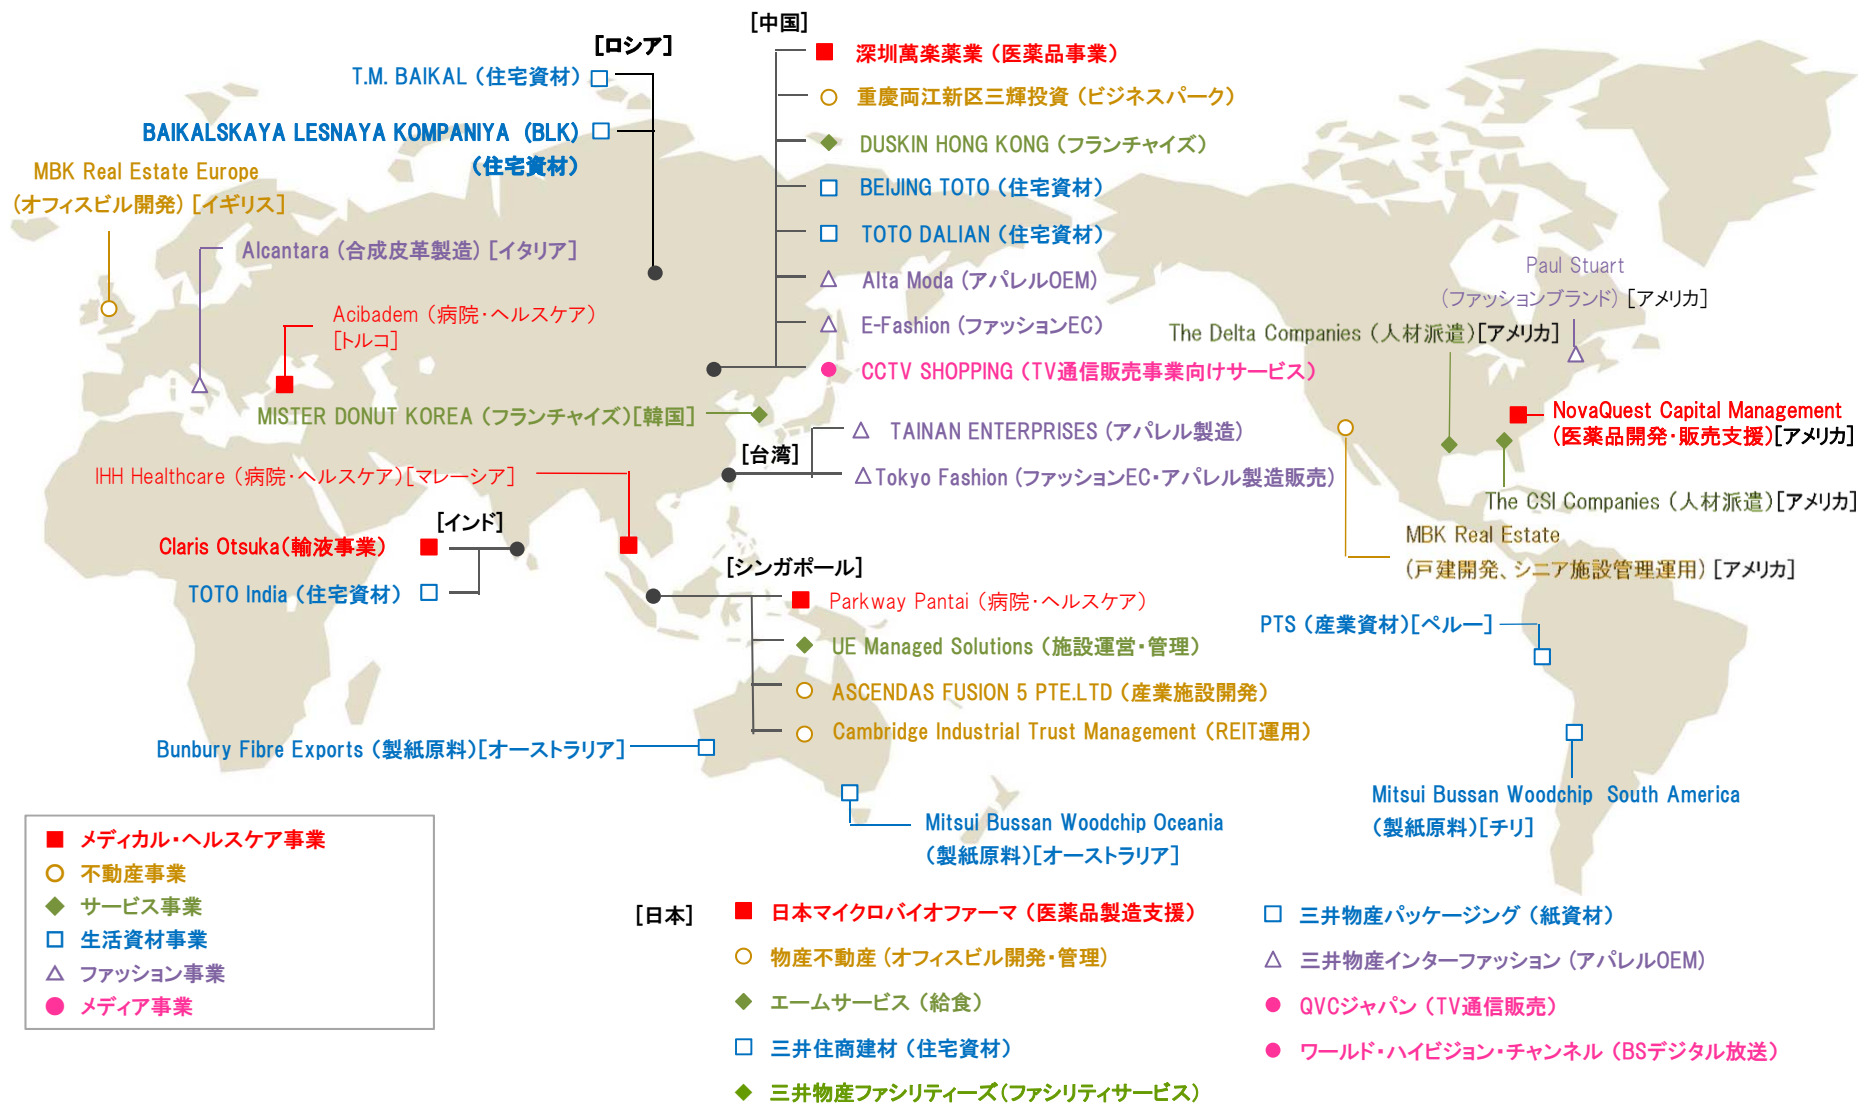 [中国]
[ロシア]
深圳萬楽薬業 (医薬品事業)
T.M. BAIKAL (住宅資材)
重慶両江新区三輝投資 (ビジネスパーク)
BAIKALSKAYA LESNAYA KOMPANIYA (BLK)
(住宅資材)
DUSKIN HONG KONG (フランチャイズ)
MBK Real Estate Europe
(オフィスビル開発) [イギリス]
BEIJING TOTO (住宅資材)
TOTO DALIAN (住宅資材)
Alcantara (合成皮革製造) [イタリア]
Alta Moda (アパレルOEM)
Paul Stuart
(ファッションブランド) [アメリカ]
Acibadem (病院・ヘルスケア)
[トルコ]
E-Fashion (ファッションEC)
The Delta Companies (人材派遣)[アメリカ]
CCTV SHOPPING (TV通信販売事業向けサービス)
MISTER DONUT KOREA (フランチャイズ)[韓国]
NovaQuest Capital Management
(医薬品開発・販売支援)[アメリカ]
[台湾]
TAINAN ENTERPRISES (アパレル製造)
Tokyo Fashion (ファッションEC・アパレル製造販売)
IHH Healthcare (病院・ヘルスケア)[マレーシア]
The CSI Companies (人材派遣)[アメリカ]
[インド]
Claris Otsuka(輸液事業)
TOTO India (住宅資材)
MBK Real Estate
(戸建開発、シニア施設管理運用) [アメリカ]
[シンガポール]
Parkway Pantai (病院・ヘルスケア)
UE Managed Solutions (施設運営・管理)
ASCENDAS FUSION 5 PTE.LTD (産業施設開発)
Cambridge Industrial Trust Management (REIT運用)
PTS (産業資材)[ペルー]
Bunbury Fibre Exports (製紙原料)[オーストラリア]
Mitsui Bussan Woodchip Oceania
(製紙原料)[オーストラリア]
Mitsui Bussan Woodchip South America
(製紙原料)[チリ]
メディカル・ヘルスケア事業
不動産事業
サービス事業
生活資材事業
ファッション事業
メディア事業
[日本]
日本マイクロバイオファーマ (医薬品製造支援)
物産不動産 (オフィスビル開発・管理)
エームサービス (給食)
三井住商建材 (住宅資材)
三井物産ファシリティーズ(ファシリティサービス)
三井物産パッケージング (紙資材)
三井物産インターファッション (アパレルOEM)
QVCジャパン (TV通信販売)
ワールド・ハイビジョン・チャンネル (BSデジタル放送)